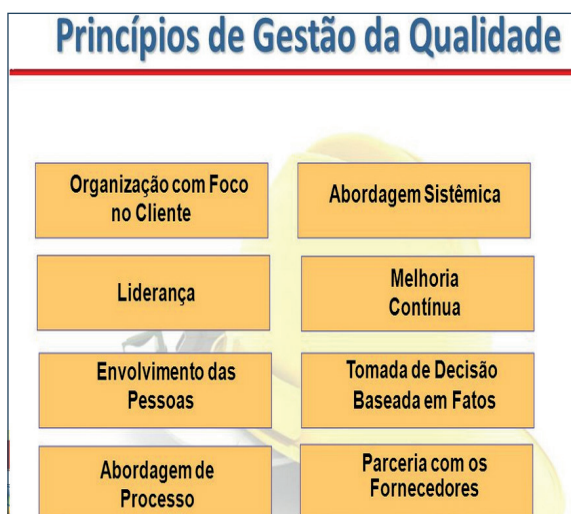 Princípios de Gestão da Qualidade
Organização com Foco
no Cliente
Abordagem Sistêmica
Liderança
Melhoria
Contínua
Envolvimento das
Pessoas
Tomada de Decisão
Baseada em Fatos
Abordagem de
Processo
Parceria com os
Fornecedores